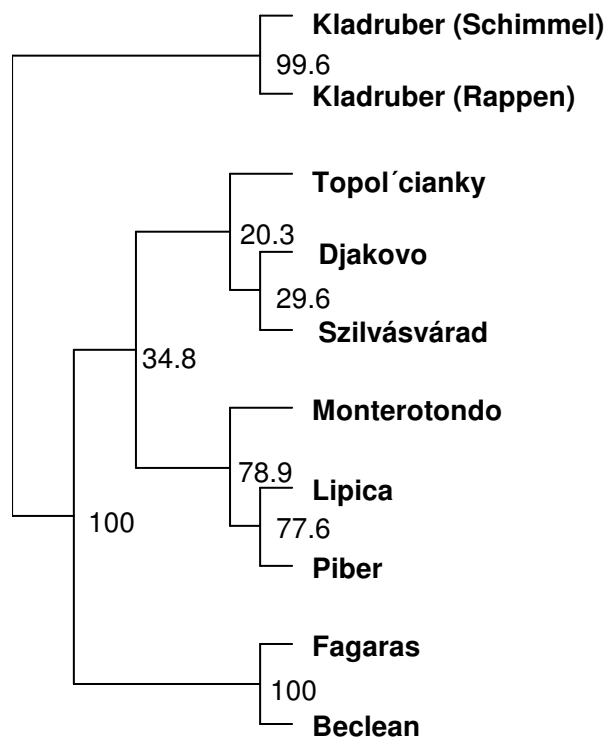 Kladruber (Schimmel)
99.6
Kladruber (Rappen)
Topol´cianky
20.3
Djakovo
29.6
Szilvásvárad
34.8
Monterotondo
78.9
Lipica
77.6
Piber
100
Fagaras
100
Beclean